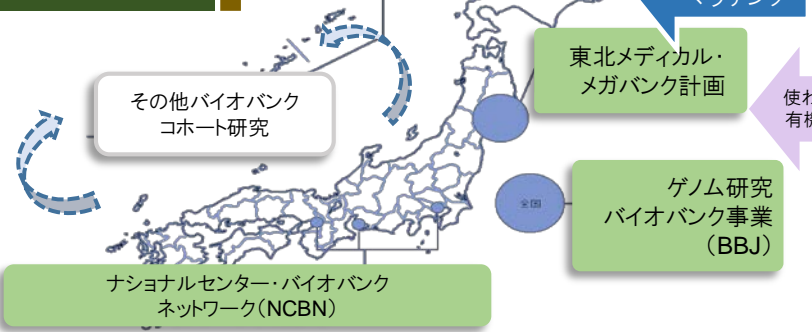 東北メディカル・
メガバンク計画
その他バイオバンク
コホート研究
全国
ゲノム研究
バイオバンク事業
（BBJ）
ナショナルセンター・バイオバンク
ネットワーク（NCBN）